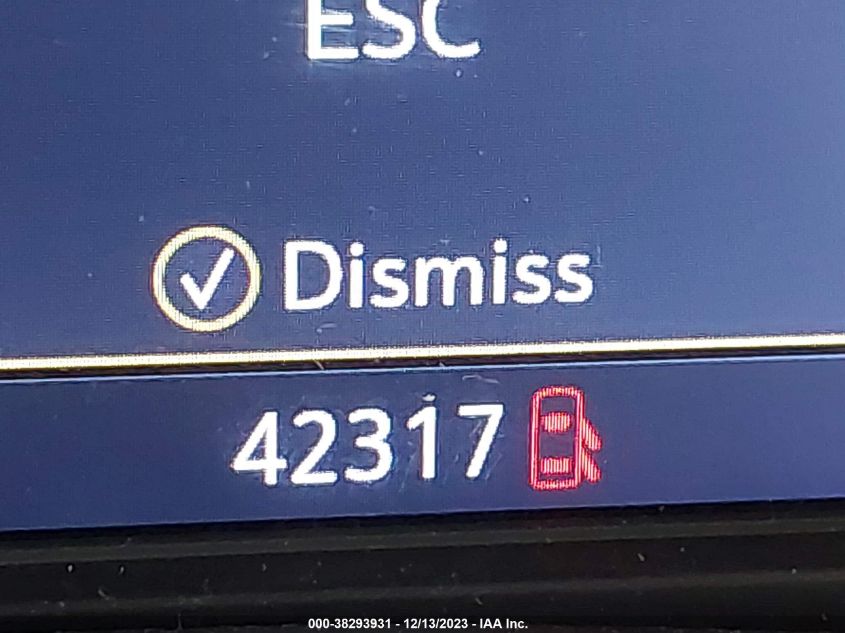 ESC
Dismiss
42317
000-38293931 - 12/13/2023 - IAA Inc.